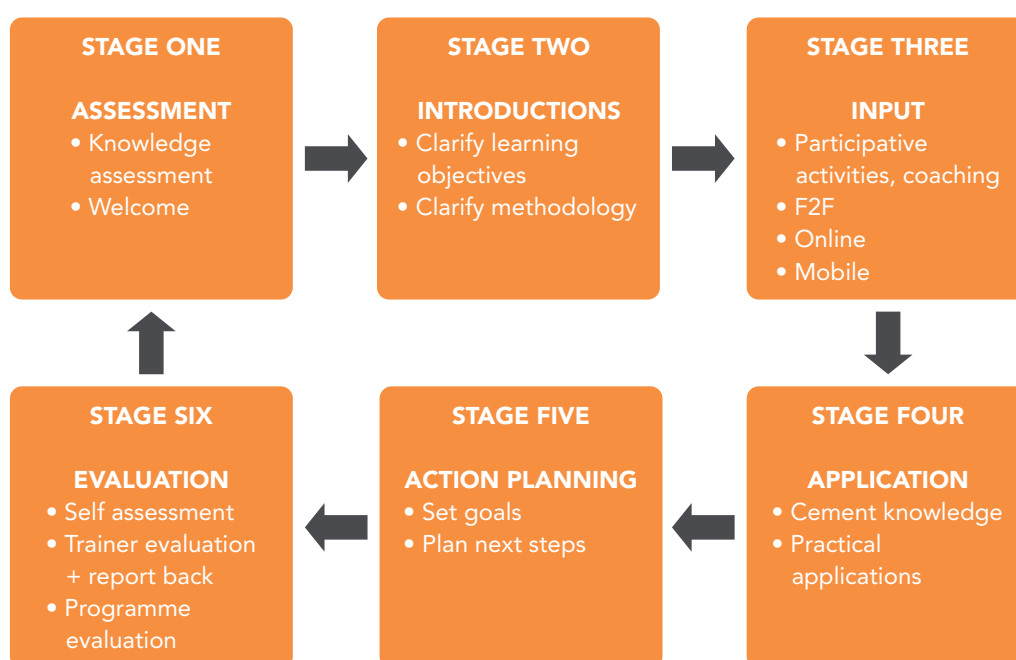 STAGE ONE
ASSESSMENT
• Knowledge
assessment
• Welcome
STAGE TWO
INTRODUCTIONS
• Clarify learning
objectives
• Clarify methodology
STAGE THREE
INPUT
• Participative
activities, coaching
• F2F
• Online
• Mobile
STAGE FOUR
APPLICATION
• Cement knowledge
• Practical
applications
STAGE FIVE
ACTION PLANNING
• Set goals
• Plan next steps
STAGE SIX
EVALUATION
• Self assessment
• Trainer evaluation
+ report back
• Programme
evaluation